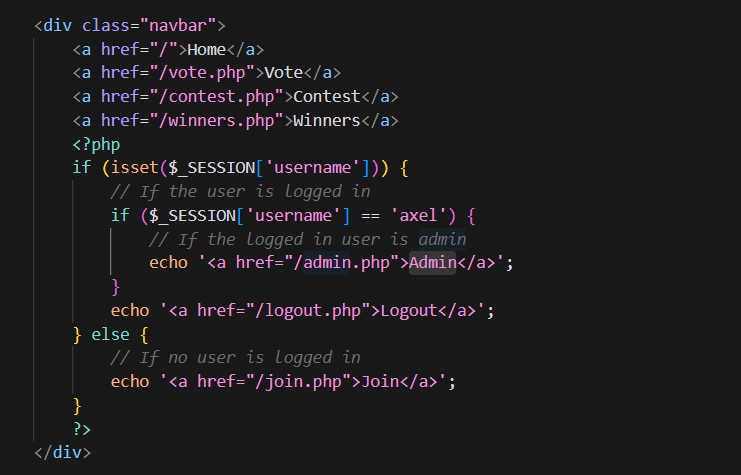 <div class="navbar">
    <a href="/">Home</a>
    <a href="/vote.php">Vote</a>
    <a href="/contest.php">Contest</a>
    <a href="/winners.php">Winners</a>
    <?php
    if (isset($_SESSION['username'])) {
        // If the user is logged in
        if ($_SESSION['username'] == 'axel') {
            // If the logged in user is admin
            echo '<a href="/admin.php">Admin</a>';
        }
        echo '<a href="/logout.php">Logout</a>';
    } else {
        // If no user is logged in
        echo '<a href="/join.php">Join</a>';
    }
    ?>
</div>